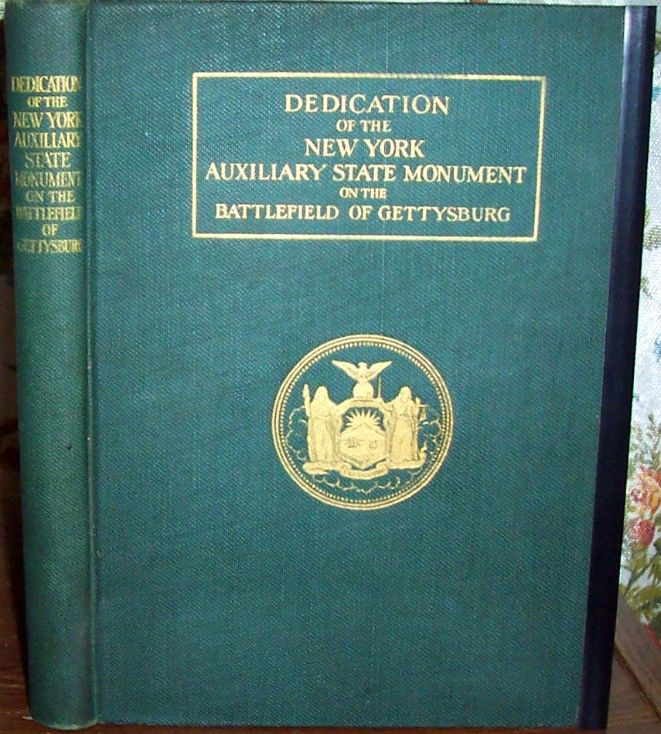 DEDICATION
OF THE
NEW YORK
AUXILIARY
STATE
MONUMENT
ON THE
BATTLEFIELD
OF
GETTYSBURG
DEDICATION
OF THE
NEW YORK
AUXILIARY STATE MONUMENT
ON THE
BATTLEFIELD OF GETTYSBURG